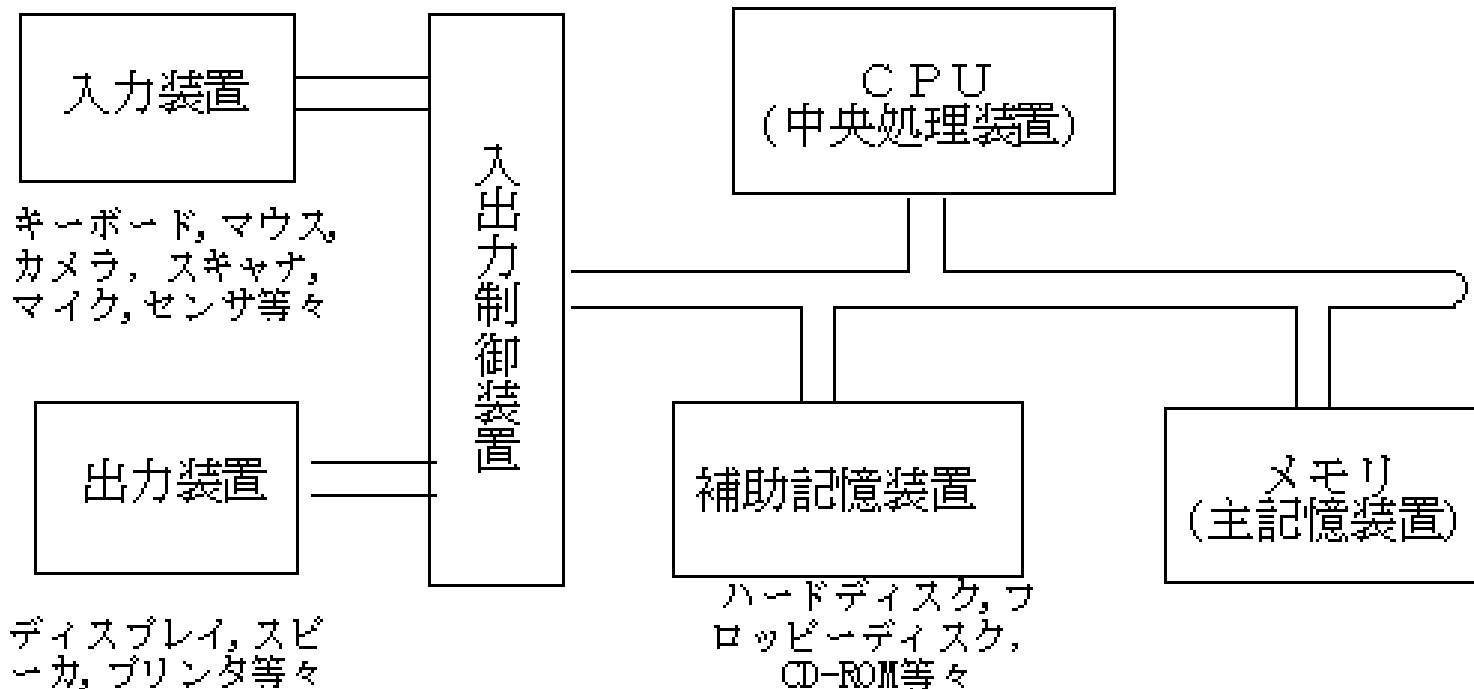 入力装置
キーボード,マウス,
カメラ, スキャナ,
マイク,センサ等々
出力装置
ディスプレイ,スピ
ーカ,プリンタ等々
入出力制御装置
CPU
(中央処理装置)
補助記憶装置
ハードディスク,フ
ロッピーディスク,
CD-ROM等々
メモリ
(主記憶装置)